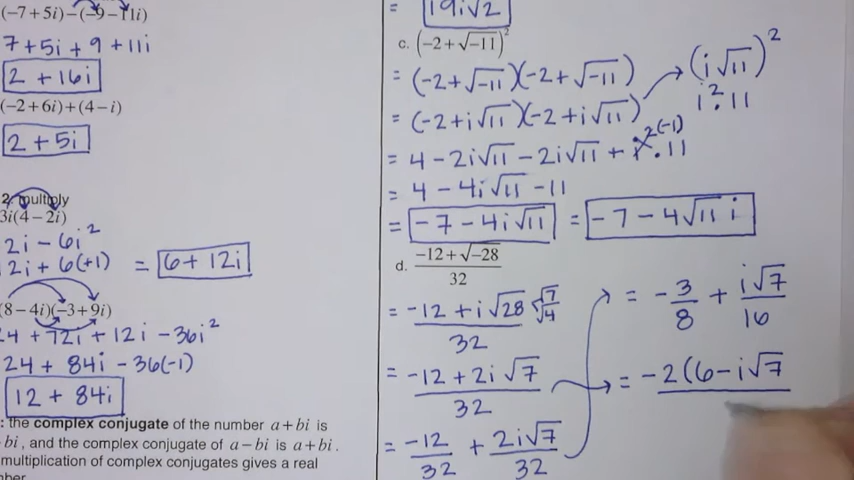 (-7+5i)-(-9-11i)
7+5i+9+11i
2+16i
(-2+6i)+(4-i)
2+5i
2. multiply
3i(4-2i)
2i-6i²
2i+6(+1) = 6+12i
(8-4i)(-3+9i)
24+72i+12i-36i²
24+84i-36(-1)
12+84i
: the complex conjugate of the number a+bi is
bi, and the complex conjugate of a-bi is a+bi.
multiplication of complex conjugates gives a real
= 19i√2
c. (-2+√-11)²
= (-2+√-11)(-2+√-11)
= (-2+i√11)(-2+i√11)
(i√11)²
i²·11
= 4-2i√11-2i√11+i²·11
(-1)
= 4-4i√11-11
= -7-4i√11 = -7-4√11 i
d. (-12+√-28)/32
= (-12+i√28)/32
√7
√4
= (-12+2i√7)/32
= -12/32 + 2i√7/32
= -3/8 + i√7/16
= -2(6-i√7